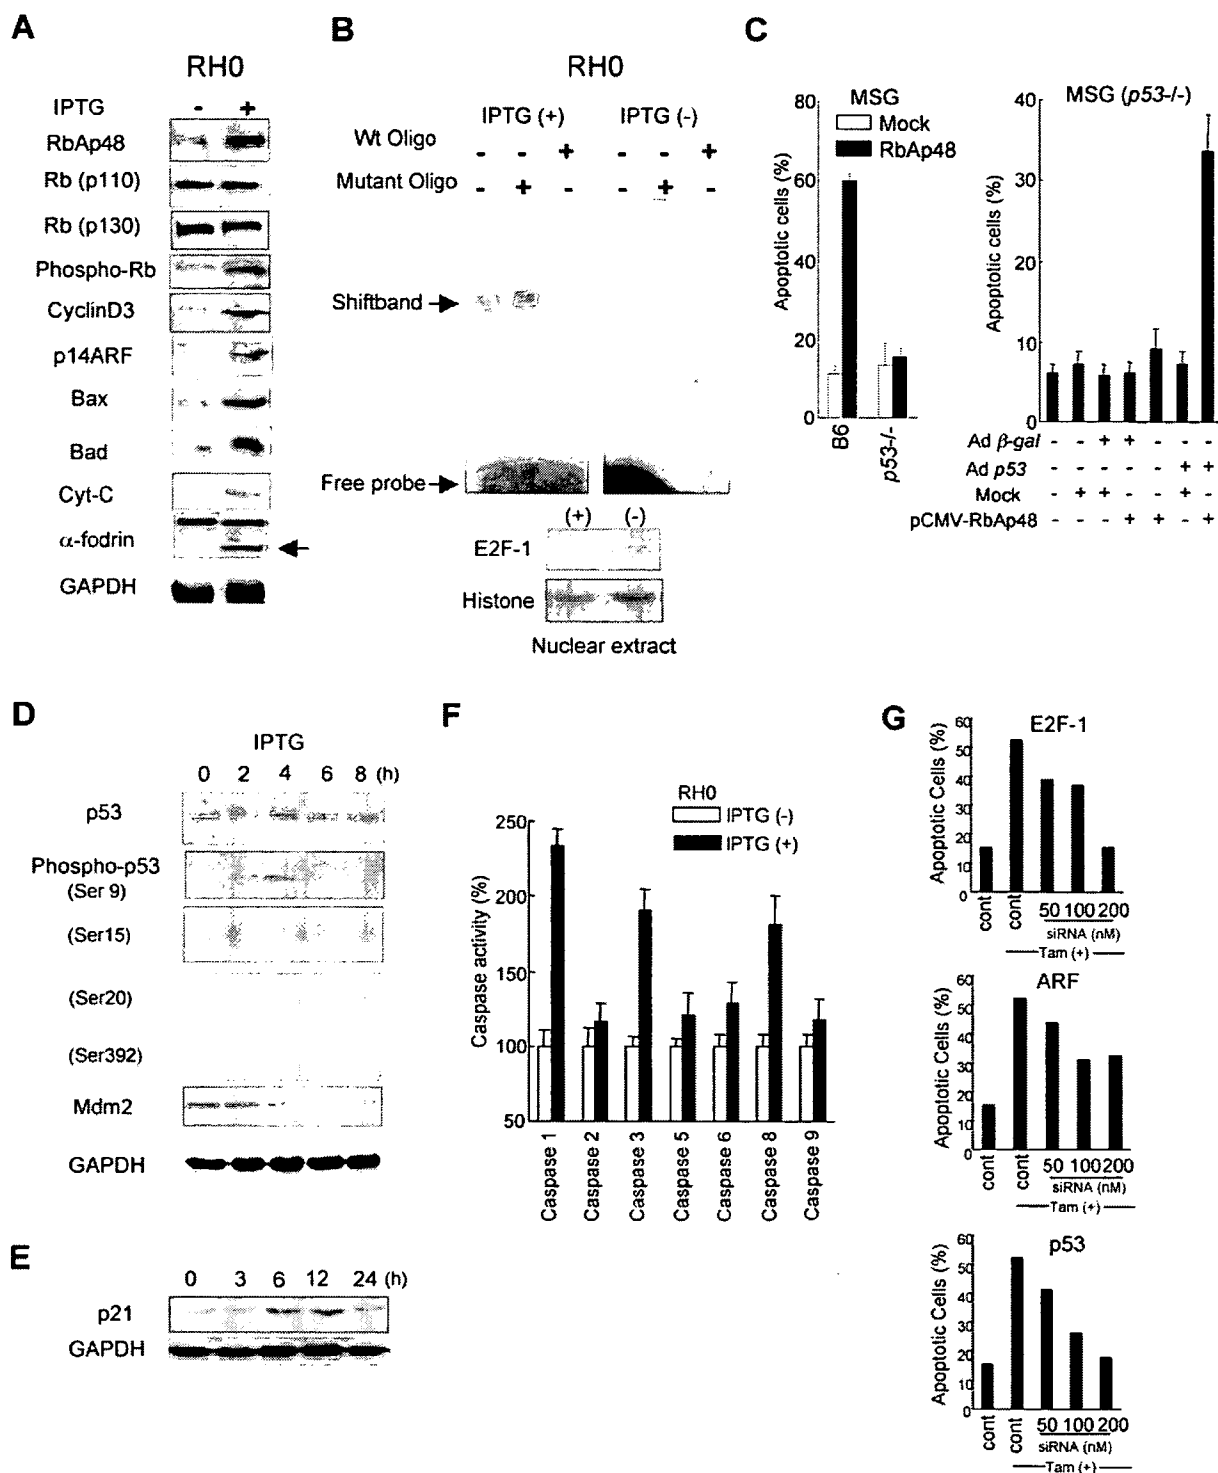 A
RH0
IPTG - +
RbAp48
Rb (p110)
Rb (p130)
Phospho-Rb
CyclinD3
p14ARF
Bax
Bad
Cyt-C
α-fodrin
GAPDH
B
RH0
IPTG (+) IPTG (-)
Wt Oligo - - + - - +
Mutant Oligo - + - - + -
Shiftband
Free probe
(+) (-)
E2F-1
Histone
Nuclear extract
C
MSG
Mock
RbAp48
Apoptotic cells (%)
80
60
40
20
0
B6
p53-/-
MSG (p53-/-)
Apoptotic cells (%)
40
30
20
10
0
Ad β-gal - - + + - - -
Ad p53 - - - - - + +
Mock - + + - - + -
pCMV-RbAp48 - - - + + - +
D
IPTG
0 2 4 6 8 (h)
p53
Phospho-p53
(Ser 9)
(Ser15)
(Ser20)
(Ser392)
Mdm2
GAPDH
E
0 3 6 12 24 (h)
p21
GAPDH
F
RH0
IPTG (-)
IPTG (+)
Caspase activity (%)
250
200
150
100
50
Caspase 1
Caspase 2
Caspase 3
Caspase 5
Caspase 6
Caspase 8
Caspase 9
G
E2F-1
Apoptotic Cells (%)
60
50
40
30
20
10
0
cont
cont
50 100 200
siRNA (nM)
Tam (+)
ARF
Apoptotic Cells (%)
60
50
40
30
20
10
0
cont
cont
50 100 200
siRNA (nM)
Tam (+)
p53
Apoptotic Cells (%)
60
50
40
30
20
10
0
cont
cont
50 100 200
siRNA (nM)
Tam (+)